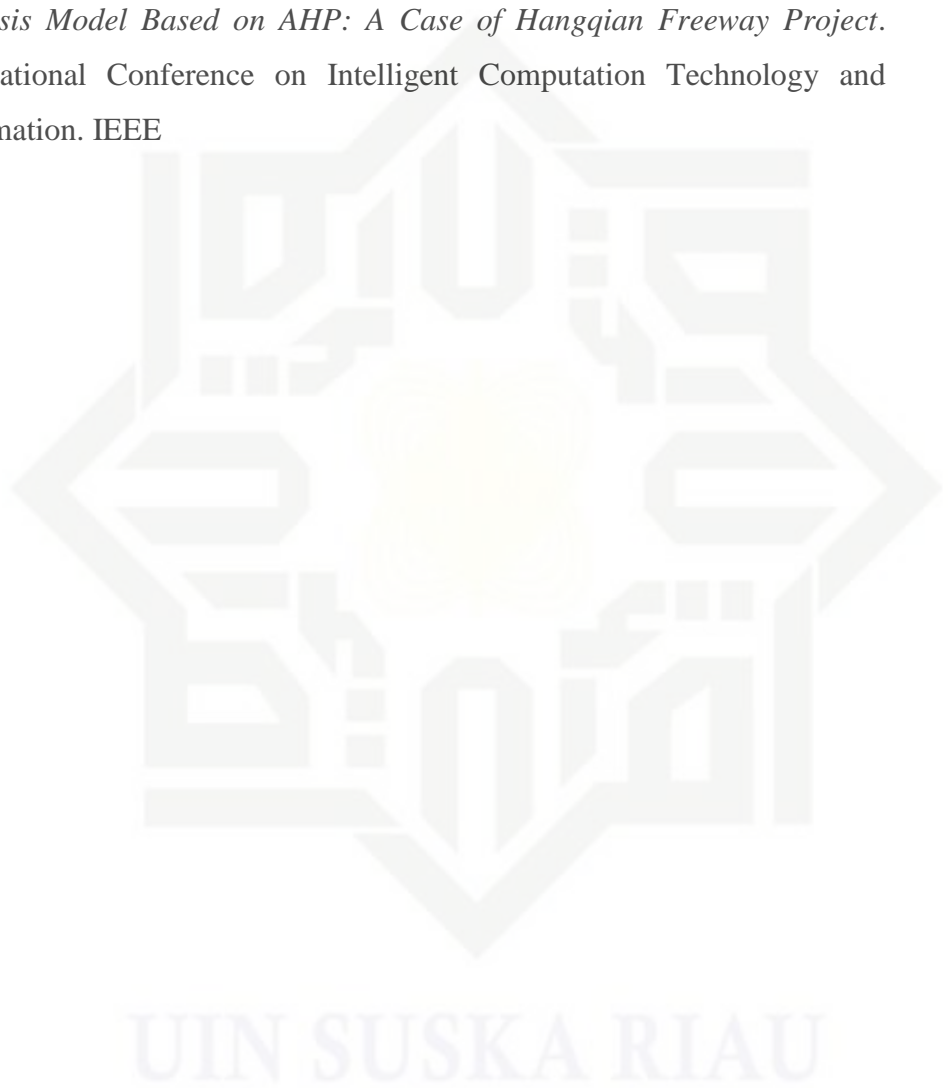 sis Model Based on AHP: A Case of Hangqian Freeway Project.
ational Conference on Intelligent Computation Technology and
nation. IEEE
UIN SUSKA RIAU